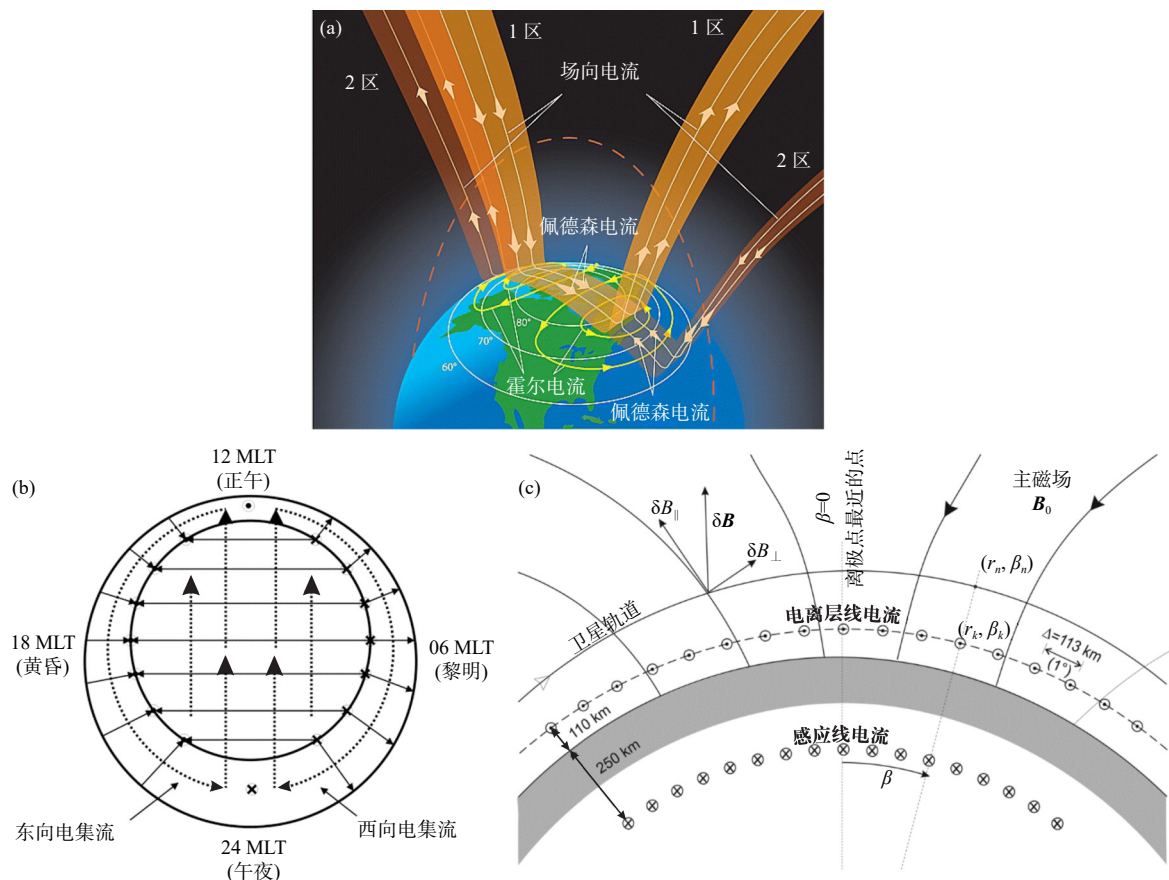 (a)
1 区
1 区
2 区
场向电流
2 区
佩德森电流
80°
70°
60°
霍尔电流
佩德森电流
(b)
12 MLT
(正午)
18 MLT
(黄昏)
06 MLT
(黎明)
东向电集流
西向电集流
24 MLT
(午夜)
(c)
δB∥
δB
δB⊥
β=0
离极点最近的点
主磁场
B₀
(rₙ, βₙ)
卫星轨道
电离层线电流
(rₖ, βₖ)
Δ=113 km
(1°)
110 km
250 km
感应线电流
β